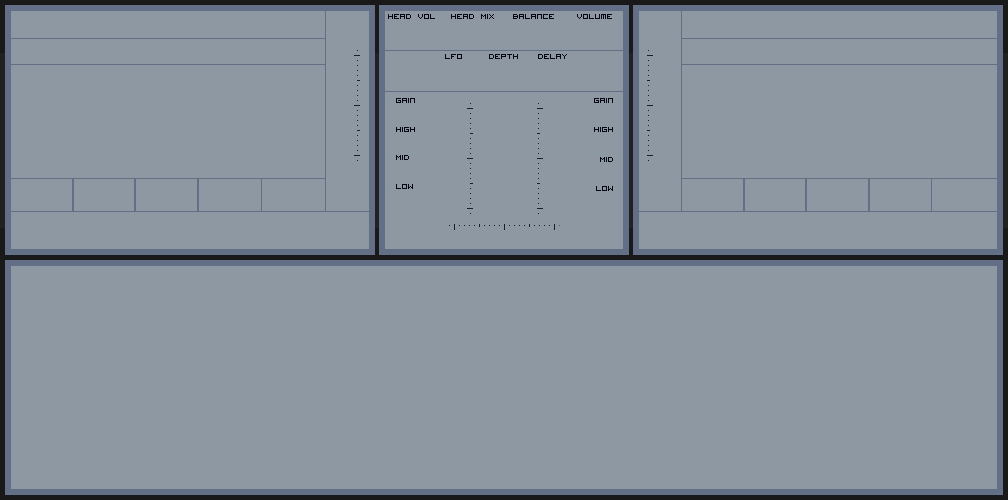 HEAD VOL HEAD MIX BALANCE VOLUME
LFO DEPTH DELAY
GAIN GAIN
HIGH HIGH
MID MID
LOW LOW